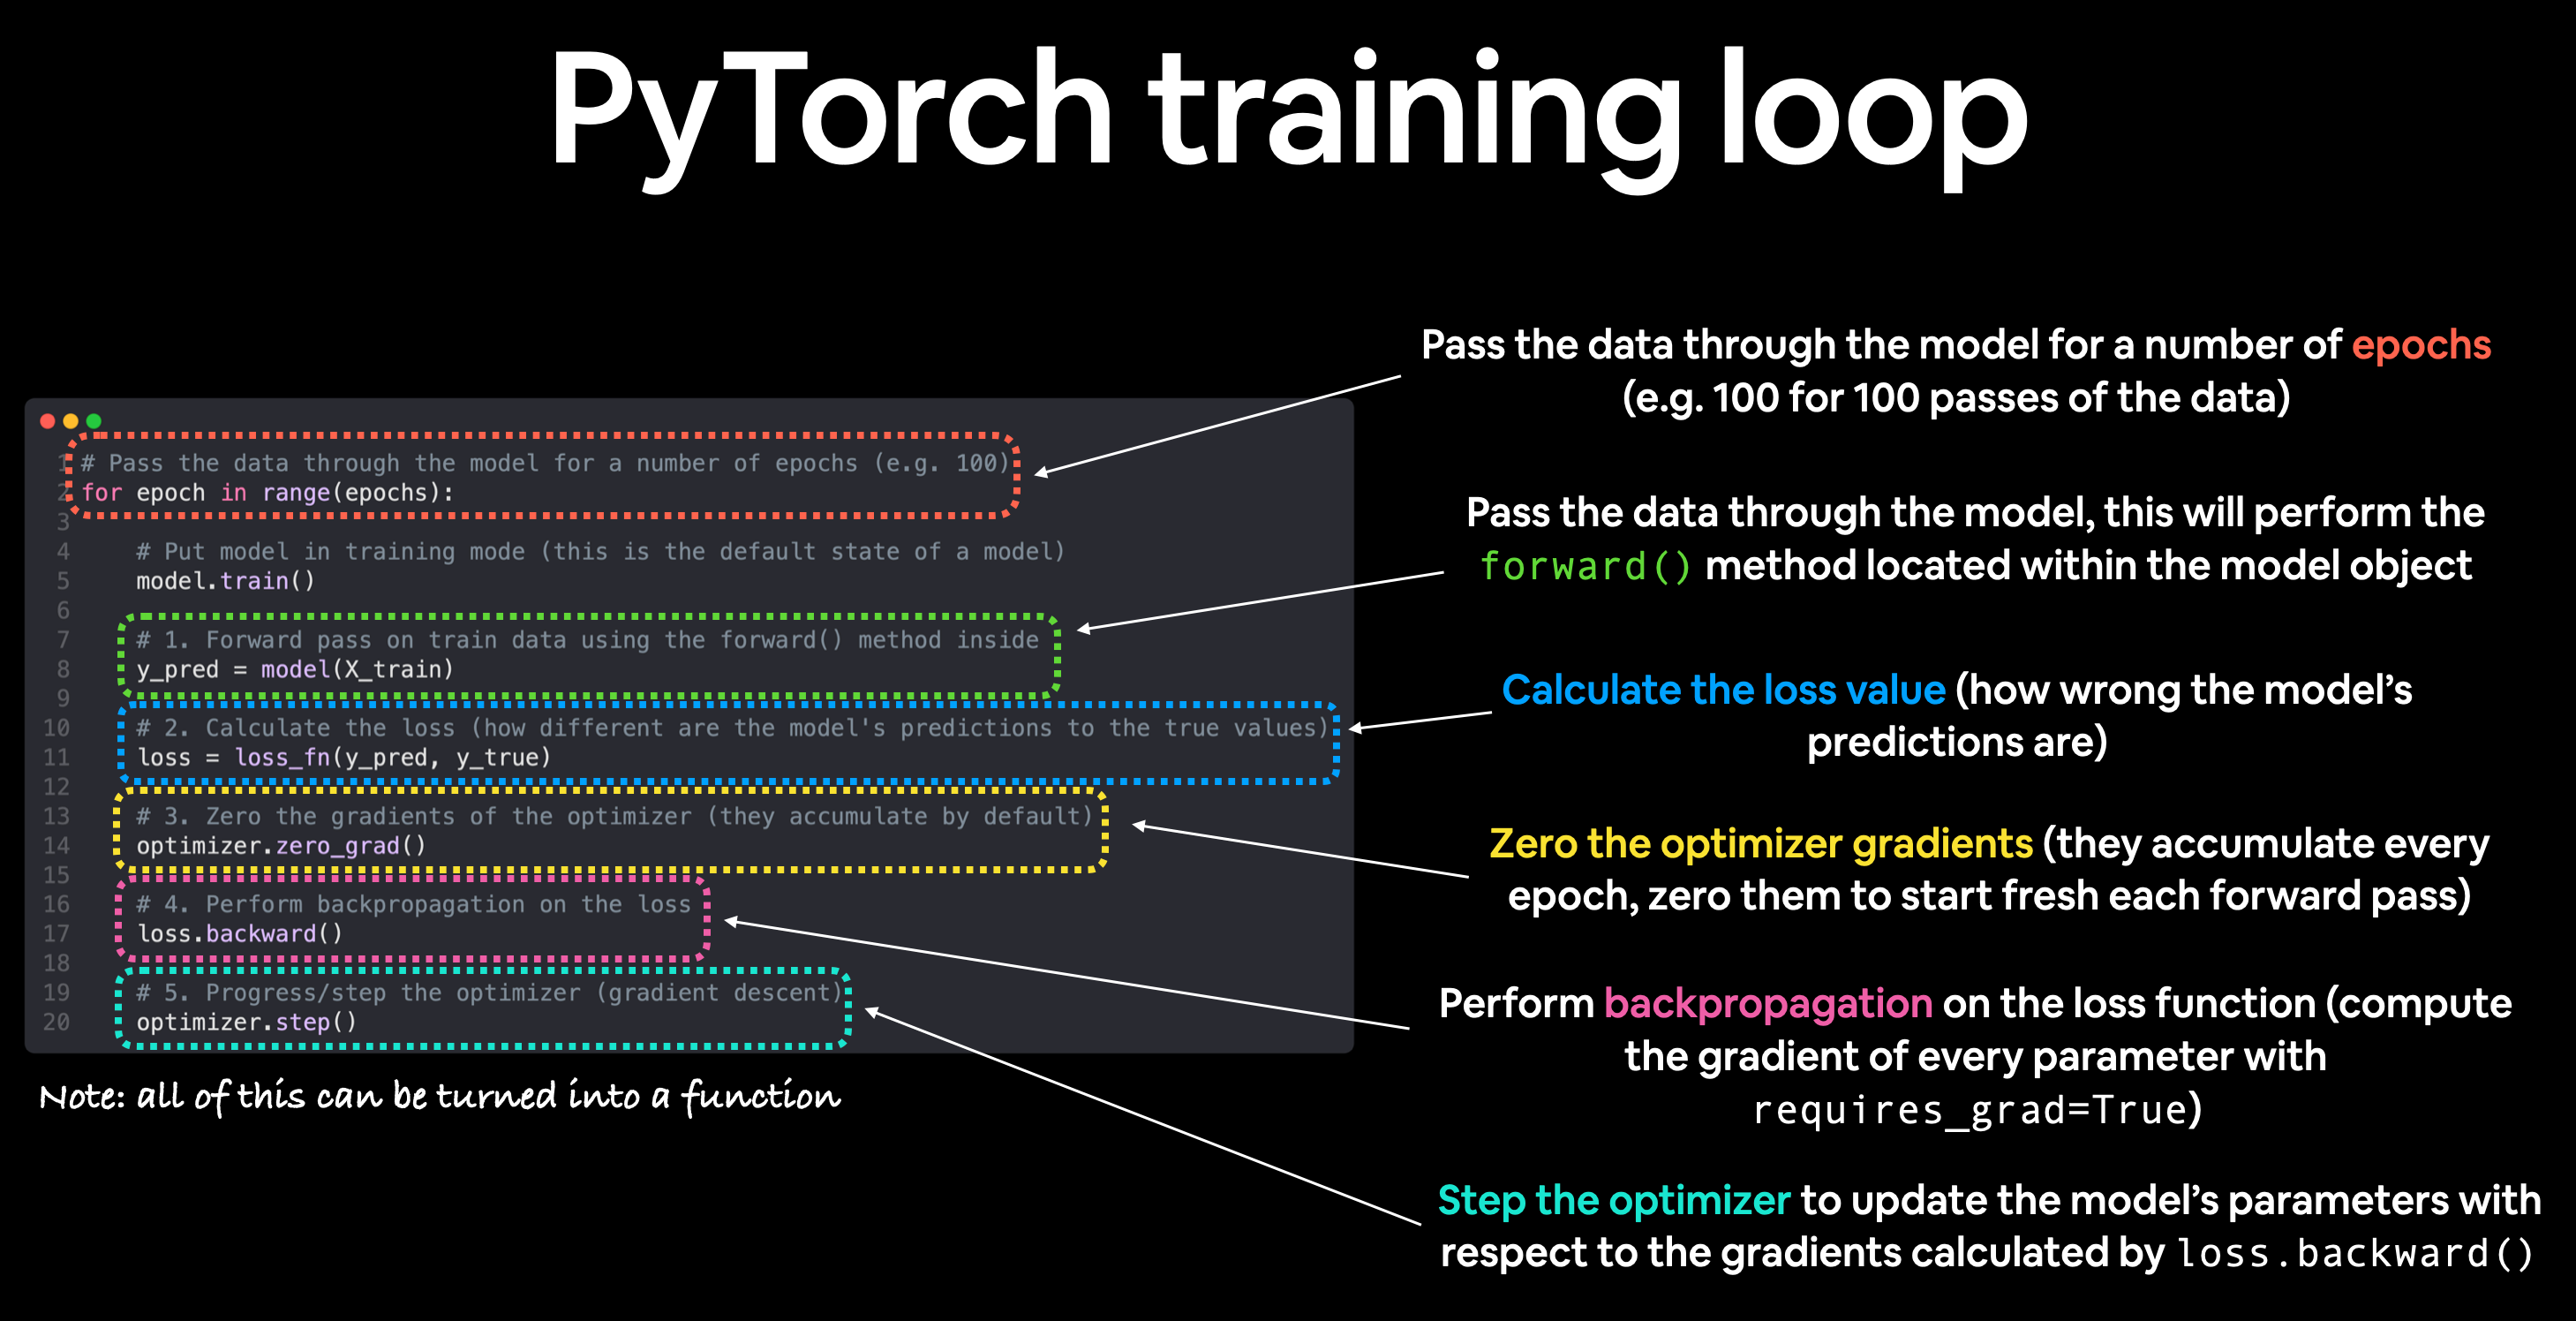 PyTorch training loop
1 # Pass the data through the model for a number of epochs (e.g. 100)
2 for epoch in range(epochs):
3
4 # Put model in training mode (this is the default state of a model)
5 model.train()
6
7 # 1. Forward pass on train data using the forward() method inside
8 y_pred = model(X_train)
9
10 # 2. Calculate the loss (how different are the model's predictions to the true values)
11 loss = loss_fn(y_pred, y_true)
12
13 # 3. Zero the gradients of the optimizer (they accumulate by default)
14 optimizer.zero_grad()
15
16 # 4. Perform backpropagation on the loss
17 loss.backward()
18
19 # 5. Progress/step the optimizer (gradient descent)
20 optimizer.step()
Note: all of this can be turned into a function
Pass the data through the model for a number of epochs
(e.g. 100 for 100 passes of the data)
Pass the data through the model, this will perform the
forward() method located within the model object
Calculate the loss value (how wrong the model’s
predictions are)
Zero the optimizer gradients (they accumulate every
epoch, zero them to start fresh each forward pass)
Perform backpropagation on the loss function (compute
the gradient of every parameter with
requires_grad=True)
Step the optimizer to update the model’s parameters with
respect to the gradients calculated by loss.backward()